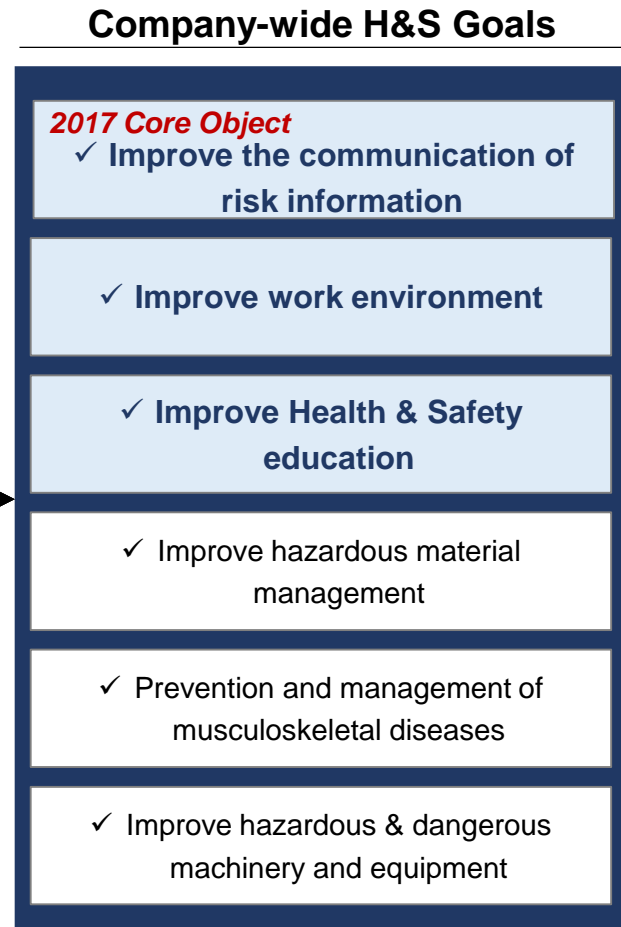 Company-wide H&S Goals
2017 Core Object
✓ Improve the communication of
risk information
✓ Improve work environment
✓ Improve Health & Safety
education
✓ Improve hazardous material
management
✓ Prevention and management of
musculoskeletal diseases
✓ Improve hazardous & dangerous
machinery and equipment